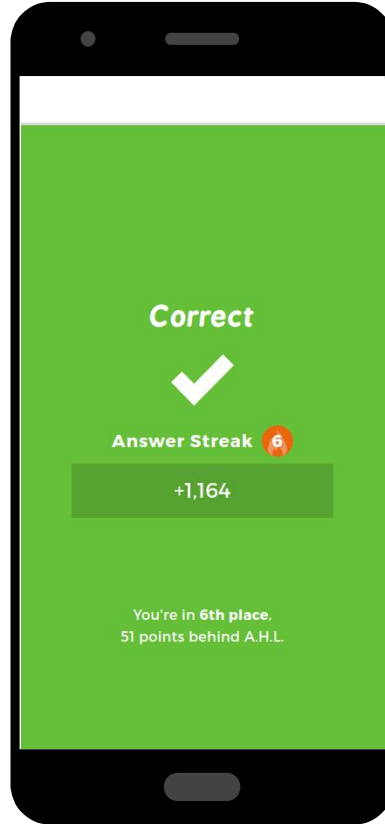 Correct
Answer Streak 6
+1,164
You're in 6th place,
51 points behind A.H.L.